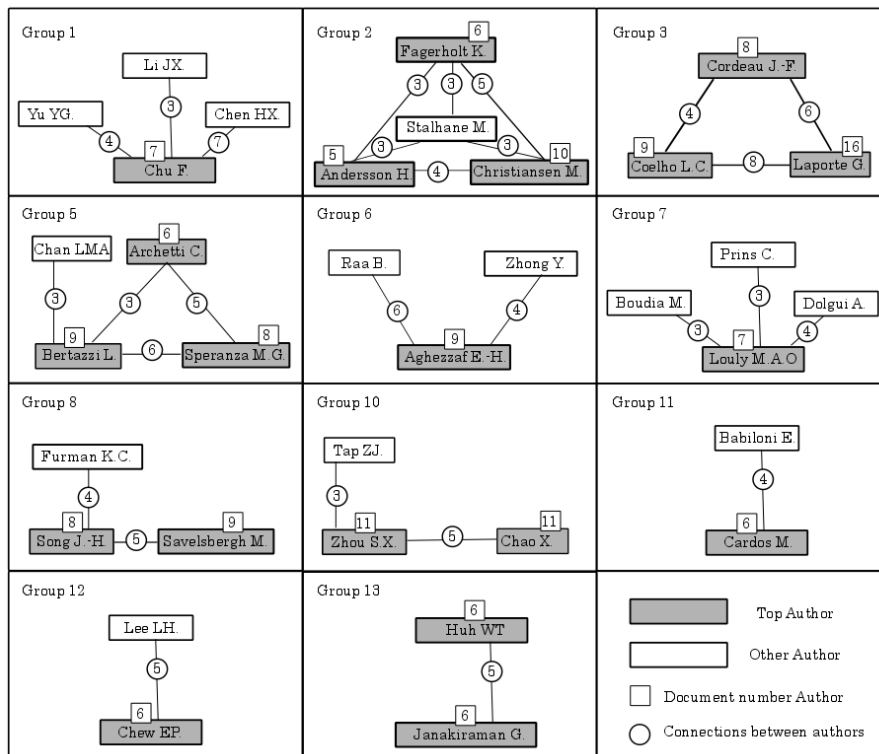 Group 1
Li JX.
3
Yu YG.
Chen HX.
4
7
7
Chu F.
Group 2
6
Fagerholt K.
3
3
5
Stalhane M.
3
3
5
10
Andersson H.
4
Christiansen M.
Group 3
8
Cordeau J.-F.
4
6
9
16
Coelho L.C.
8
Laporte G.
Group 5
6
Chan LMA
Archetti C.
3
3
5
9
8
Bertazzi L.
6
Speranza M.G.
Group 6
Raa B.
Zhong Y.
6
4
9
Aghezzaf E.-H.
Group 7
Prins C.
3
Boudia M.
Dolgui A.
3
4
7
Louly M.A.O
Group 8
Furman K.C.
4
8
9
Song J.-H.
5
Savelsbergh M.
Group 10
Tap ZJ.
3
11
11
Zhou S.X.
5
Chao X.
Group 11
Babiloni E.
4
6
Cardos M.
Group 12
Lee LH.
5
6
Chew EP.
Group 13
6
Huh WT
5
6
Janakiraman G.
Top Author
Other Author
Document number Author
Connections between authors